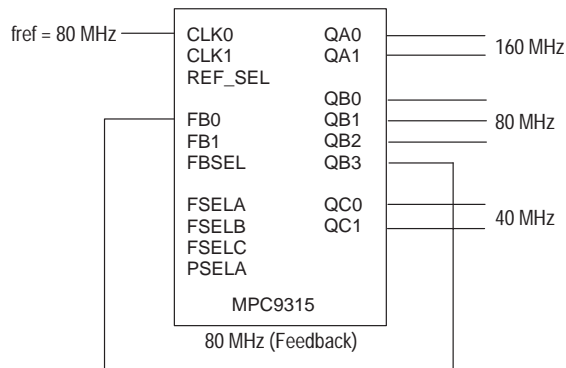 fref = 80 MHz
CLK0
CLK1
REF_SEL
FB0
FB1
FBSEL
FSELA
FSELB
FSELC
PSELA
QA0
QA1
QB0
QB1
QB2
QB3
QC0
QC1
160 MHz
80 MHz
40 MHz
MPC9315
80 MHz (Feedback)